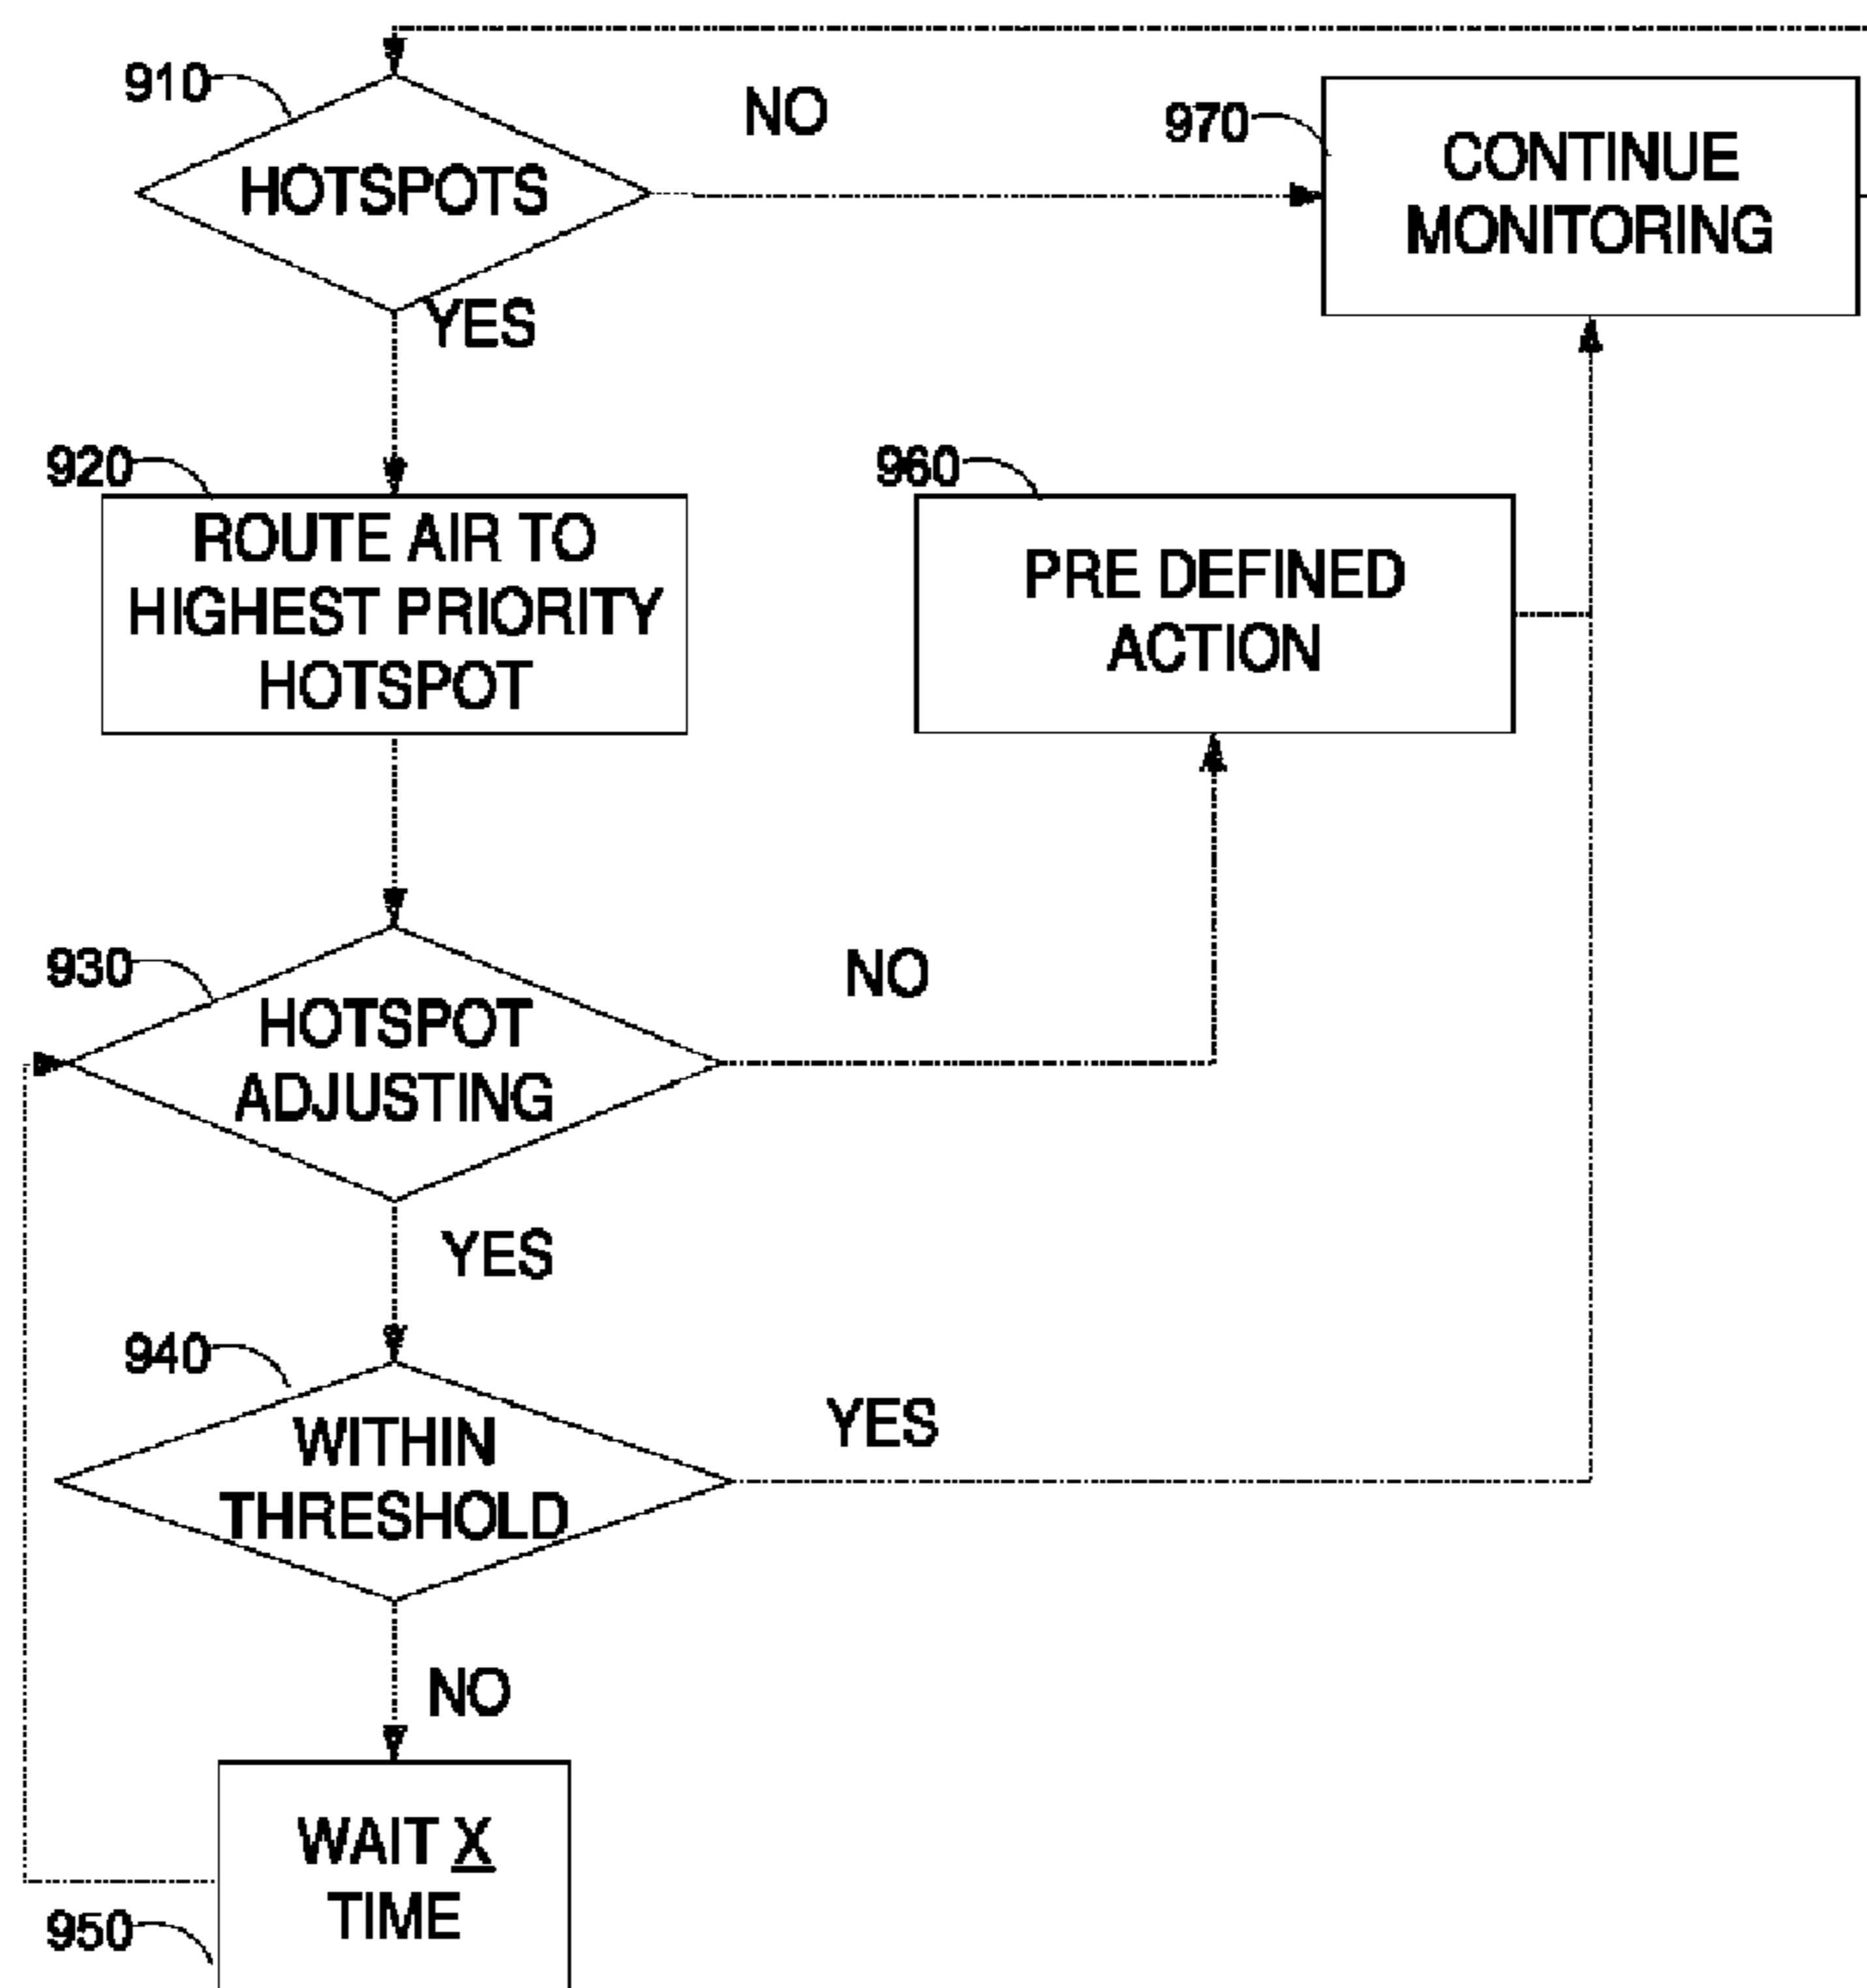 910
HOTSPOTS
NO
YES
970
CONTINUE
MONITORING
920
ROUTE AIR TO
HIGHEST PRIORITY
HOTSPOT
960
PRE DEFINED
ACTION
930
HOTSPOT
ADJUSTING
NO
YES
940
WITHIN
THRESHOLD
YES
NO
WAIT X
TIME
950